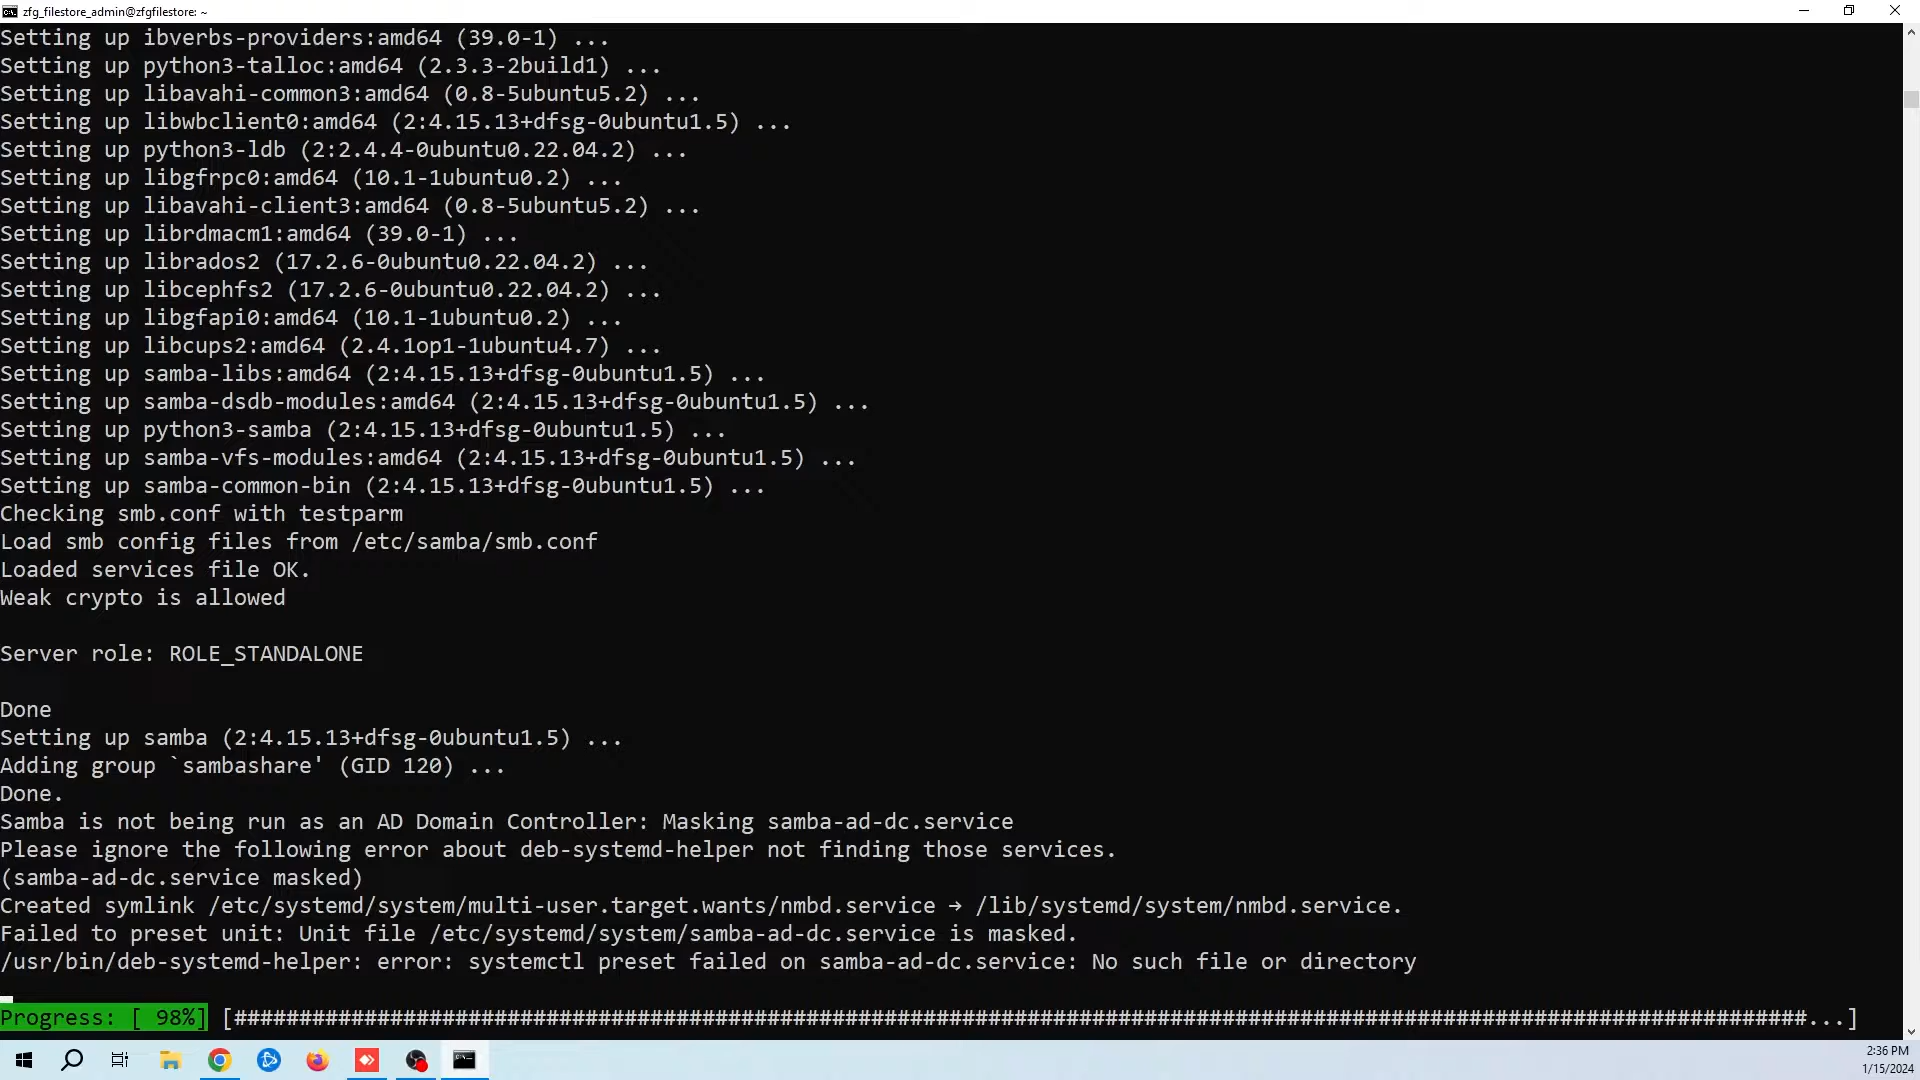 zfg_filestore_admin@zfgfilestore: ~
Setting up ibverbs-providers:amd64 (39.0-1) ...
Setting up python3-talloc:amd64 (2.3.3-2build1) ...
Setting up libavahi-common3:amd64 (0.8-5ubuntu5.2) ...
Setting up libwbclient0:amd64 (2:4.15.13+dfsg-0ubuntu1.5) ...
Setting up python3-ldb (2:2.4.4-0ubuntu0.22.04.2) ...
Setting up libgfrpc0:amd64 (10.1-1ubuntu0.2) ...
Setting up libavahi-client3:amd64 (0.8-5ubuntu5.2) ...
Setting up librdmacm1:amd64 (39.0-1) ...
Setting up librados2 (17.2.6-0ubuntu0.22.04.2) ...
Setting up libcephfs2 (17.2.6-0ubuntu0.22.04.2) ...
Setting up libgfapi0:amd64 (10.1-1ubuntu0.2) ...
Setting up libcups2:amd64 (2.4.1op1-1ubuntu4.7) ...
Setting up samba-libs:amd64 (2:4.15.13+dfsg-0ubuntu1.5) ...
Setting up samba-dsdb-modules:amd64 (2:4.15.13+dfsg-0ubuntu1.5) ...
Setting up python3-samba (2:4.15.13+dfsg-0ubuntu1.5) ...
Setting up samba-vfs-modules:amd64 (2:4.15.13+dfsg-0ubuntu1.5) ...
Setting up samba-common-bin (2:4.15.13+dfsg-0ubuntu1.5) ...
Checking smb.conf with testparm
Load smb config files from /etc/samba/smb.conf
Loaded services file OK.
Weak crypto is allowed
Server role: ROLE_STANDALONE
Done
Setting up samba (2:4.15.13+dfsg-0ubuntu1.5) ...
Adding group `sambashare' (GID 120) ...
Done.
Samba is not being run as an AD Domain Controller: Masking samba-ad-dc.service
Please ignore the following error about deb-systemd-helper not finding those services.
(samba-ad-dc.service masked)
Created symlink /etc/systemd/system/multi-user.target.wants/nmbd.service → /lib/systemd/system/nmbd.service.
Failed to preset unit: Unit file /etc/systemd/system/samba-ad-dc.service is masked.
/usr/bin/deb-systemd-helper: error: systemctl preset failed on samba-ad-dc.service: No such file or directory
Progress: [ 98%] [#########################################################################################################################...]
2:36 PM
1/15/2024